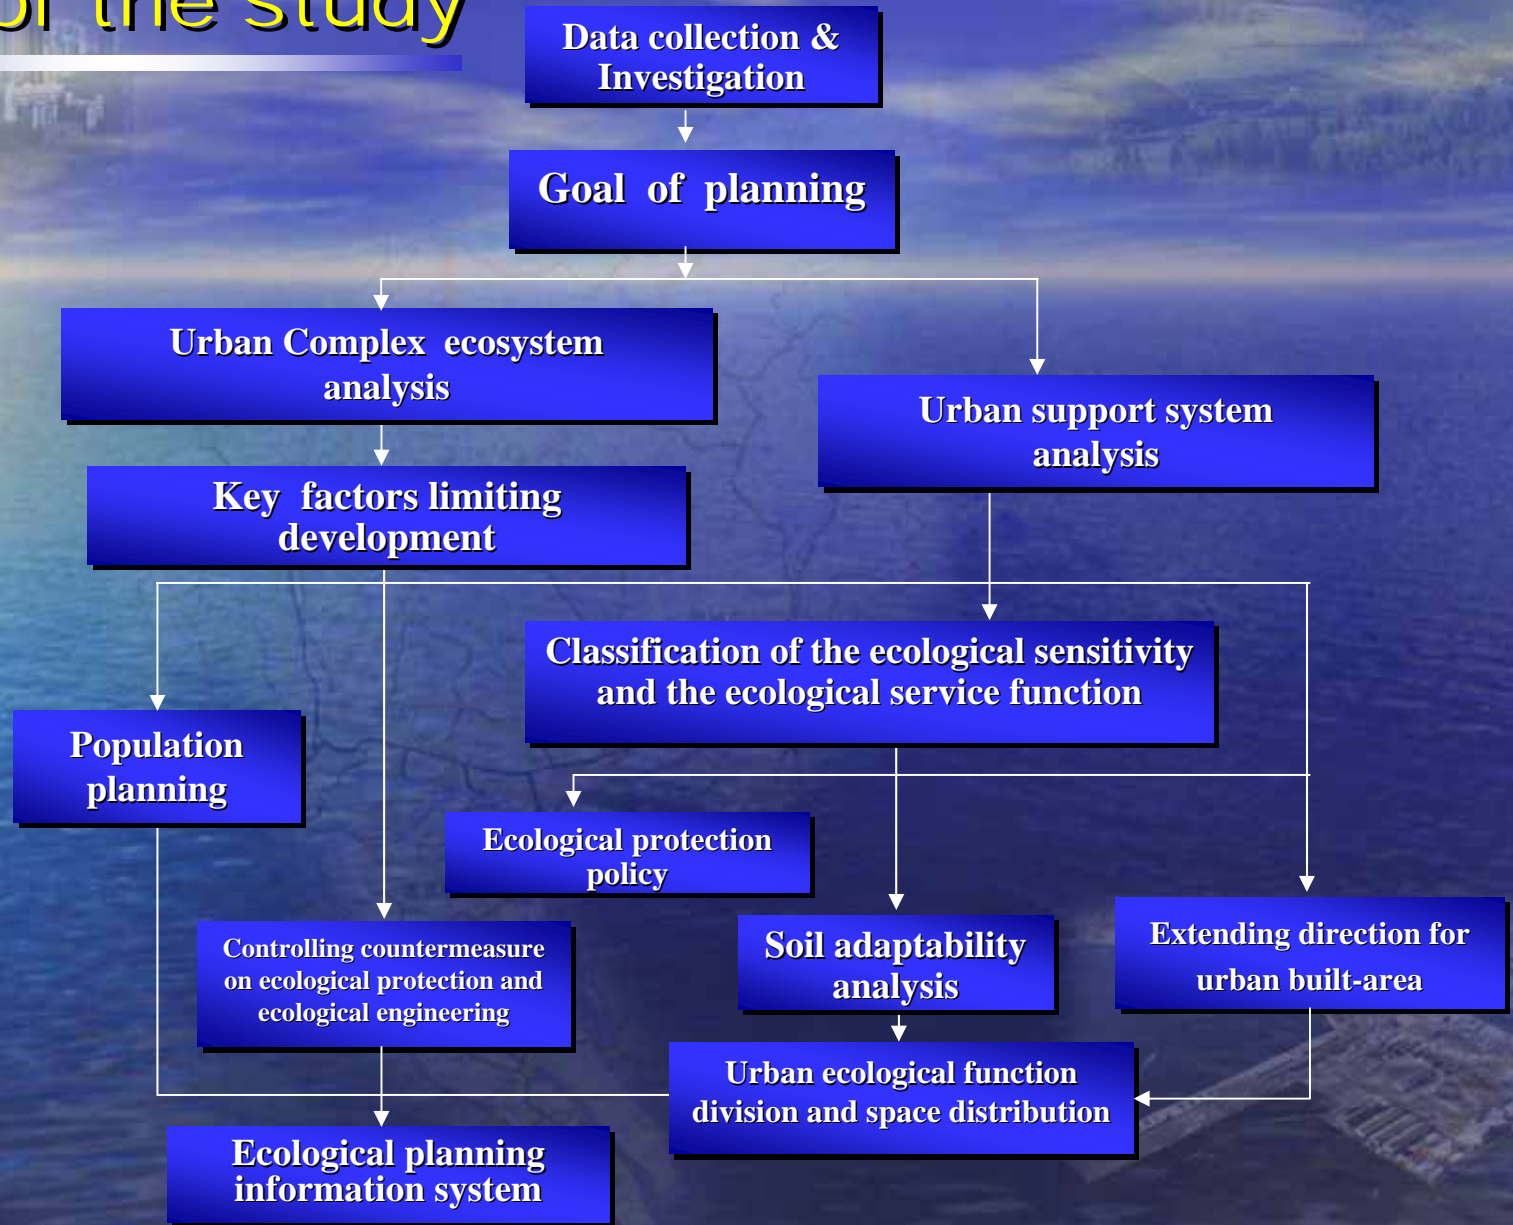 of the study
Data collection &
Investigation
Goal of planning
Urban Complex ecosystem
analysis
Urban support system
analysis
Key factors limiting
development
Classification of the ecological sensitivity
and the ecological service function
Population
planning
Ecological protection
policy
Controlling countermeasure
on ecological protection and
ecological engineering
Soil adaptability
analysis
Extending direction for
urban built-area
Urban ecological function
division and space distribution
Ecological planning
information system